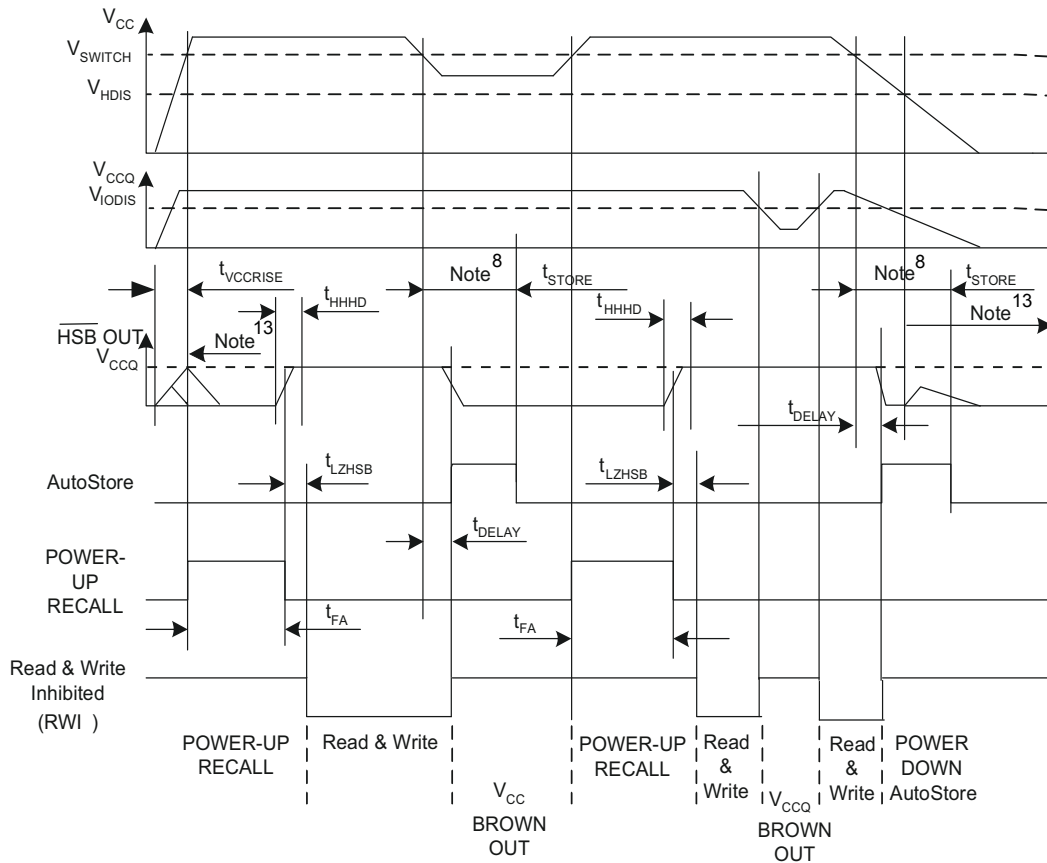 VCC
VSWITCH
VHDIS
VCCQ
VIODIS
tVCCRISE
Note8
tSTORE
Note8
tSTORE
tHHHD
tHHHD
Note13
HSB OUT
Note13
VCCQ
tDELAY
tLZHSB
tLZHSB
AutoStore
tDELAY
POWER-
UP
RECALL
tFA
tFA
Read & Write
Inhibited
(RWI )
POWER-UP
RECALL
Read & Write
VCC
BROWN
OUT
POWER-UP
RECALL
Read
&
Write
VCCQ
BROWN
OUT
Read
&
Write
POWER
DOWN
AutoStore